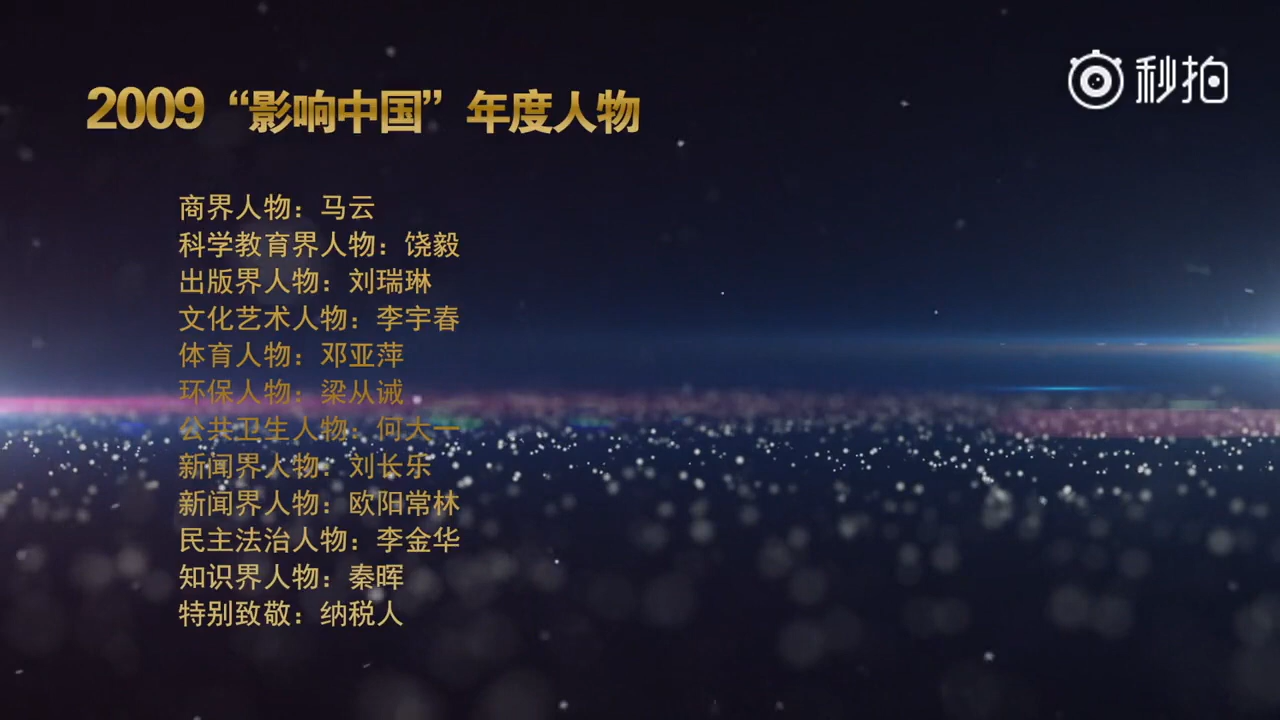 2009“影响中国”年度人物
秒拍
商界人物：马云
科学教育界人物：饶毅
出版界人物：刘瑞琳
文化艺术人物：李宇春
体育人物：邓亚萍
环保人物：梁从诫
公共卫生人物：何大一
新闻界人物：刘长乐
新闻界人物：欧阳常林
民主法治人物：李金华
知识界人物：秦晖
特别致敬：纳税人